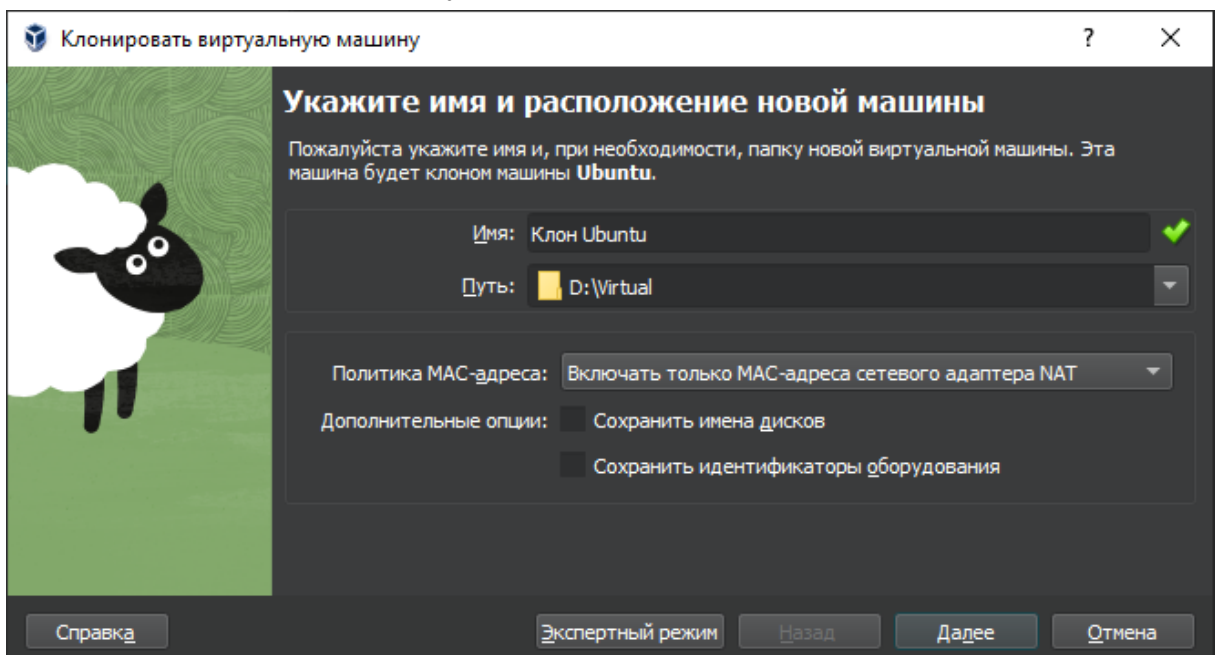 Клонировать виртуальную машину
?
Укажите имя и расположение новой машины
Пожалуйста укажите имя и, при необходимости, папку новой виртуальной машины. Эта
машина будет клоном машины Ubuntu.
Имя: Клон Ubuntu
Путь: D:\Virtual
Политика MAC-адреса: Включать только MAC-адреса сетевого адаптера NAT
Дополнительные опции: Сохранить имена дисков
Сохранить идентификаторы оборудования
Справка Экспертный режим Назад Далее Отмена